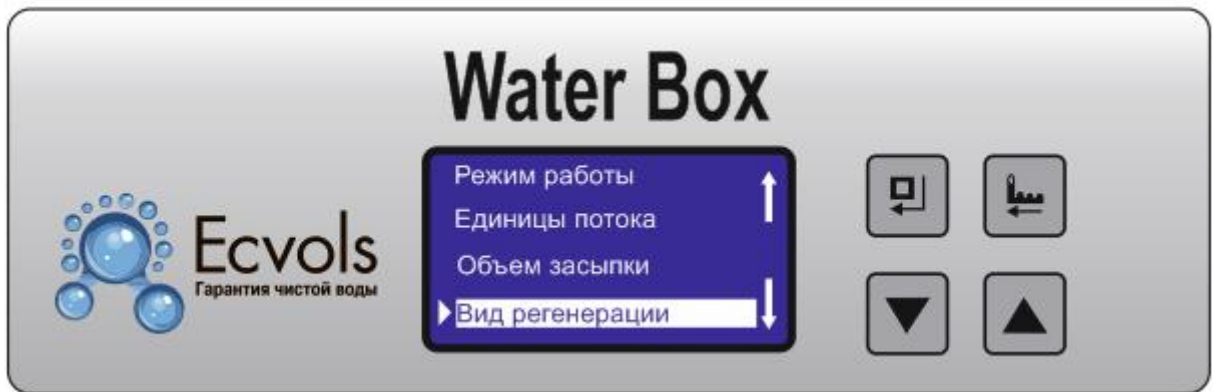 Water Box
Ecvols
Гарантия чистой воды
Режим работы
Единицы потока
Объем засыпки
Вид регенерации